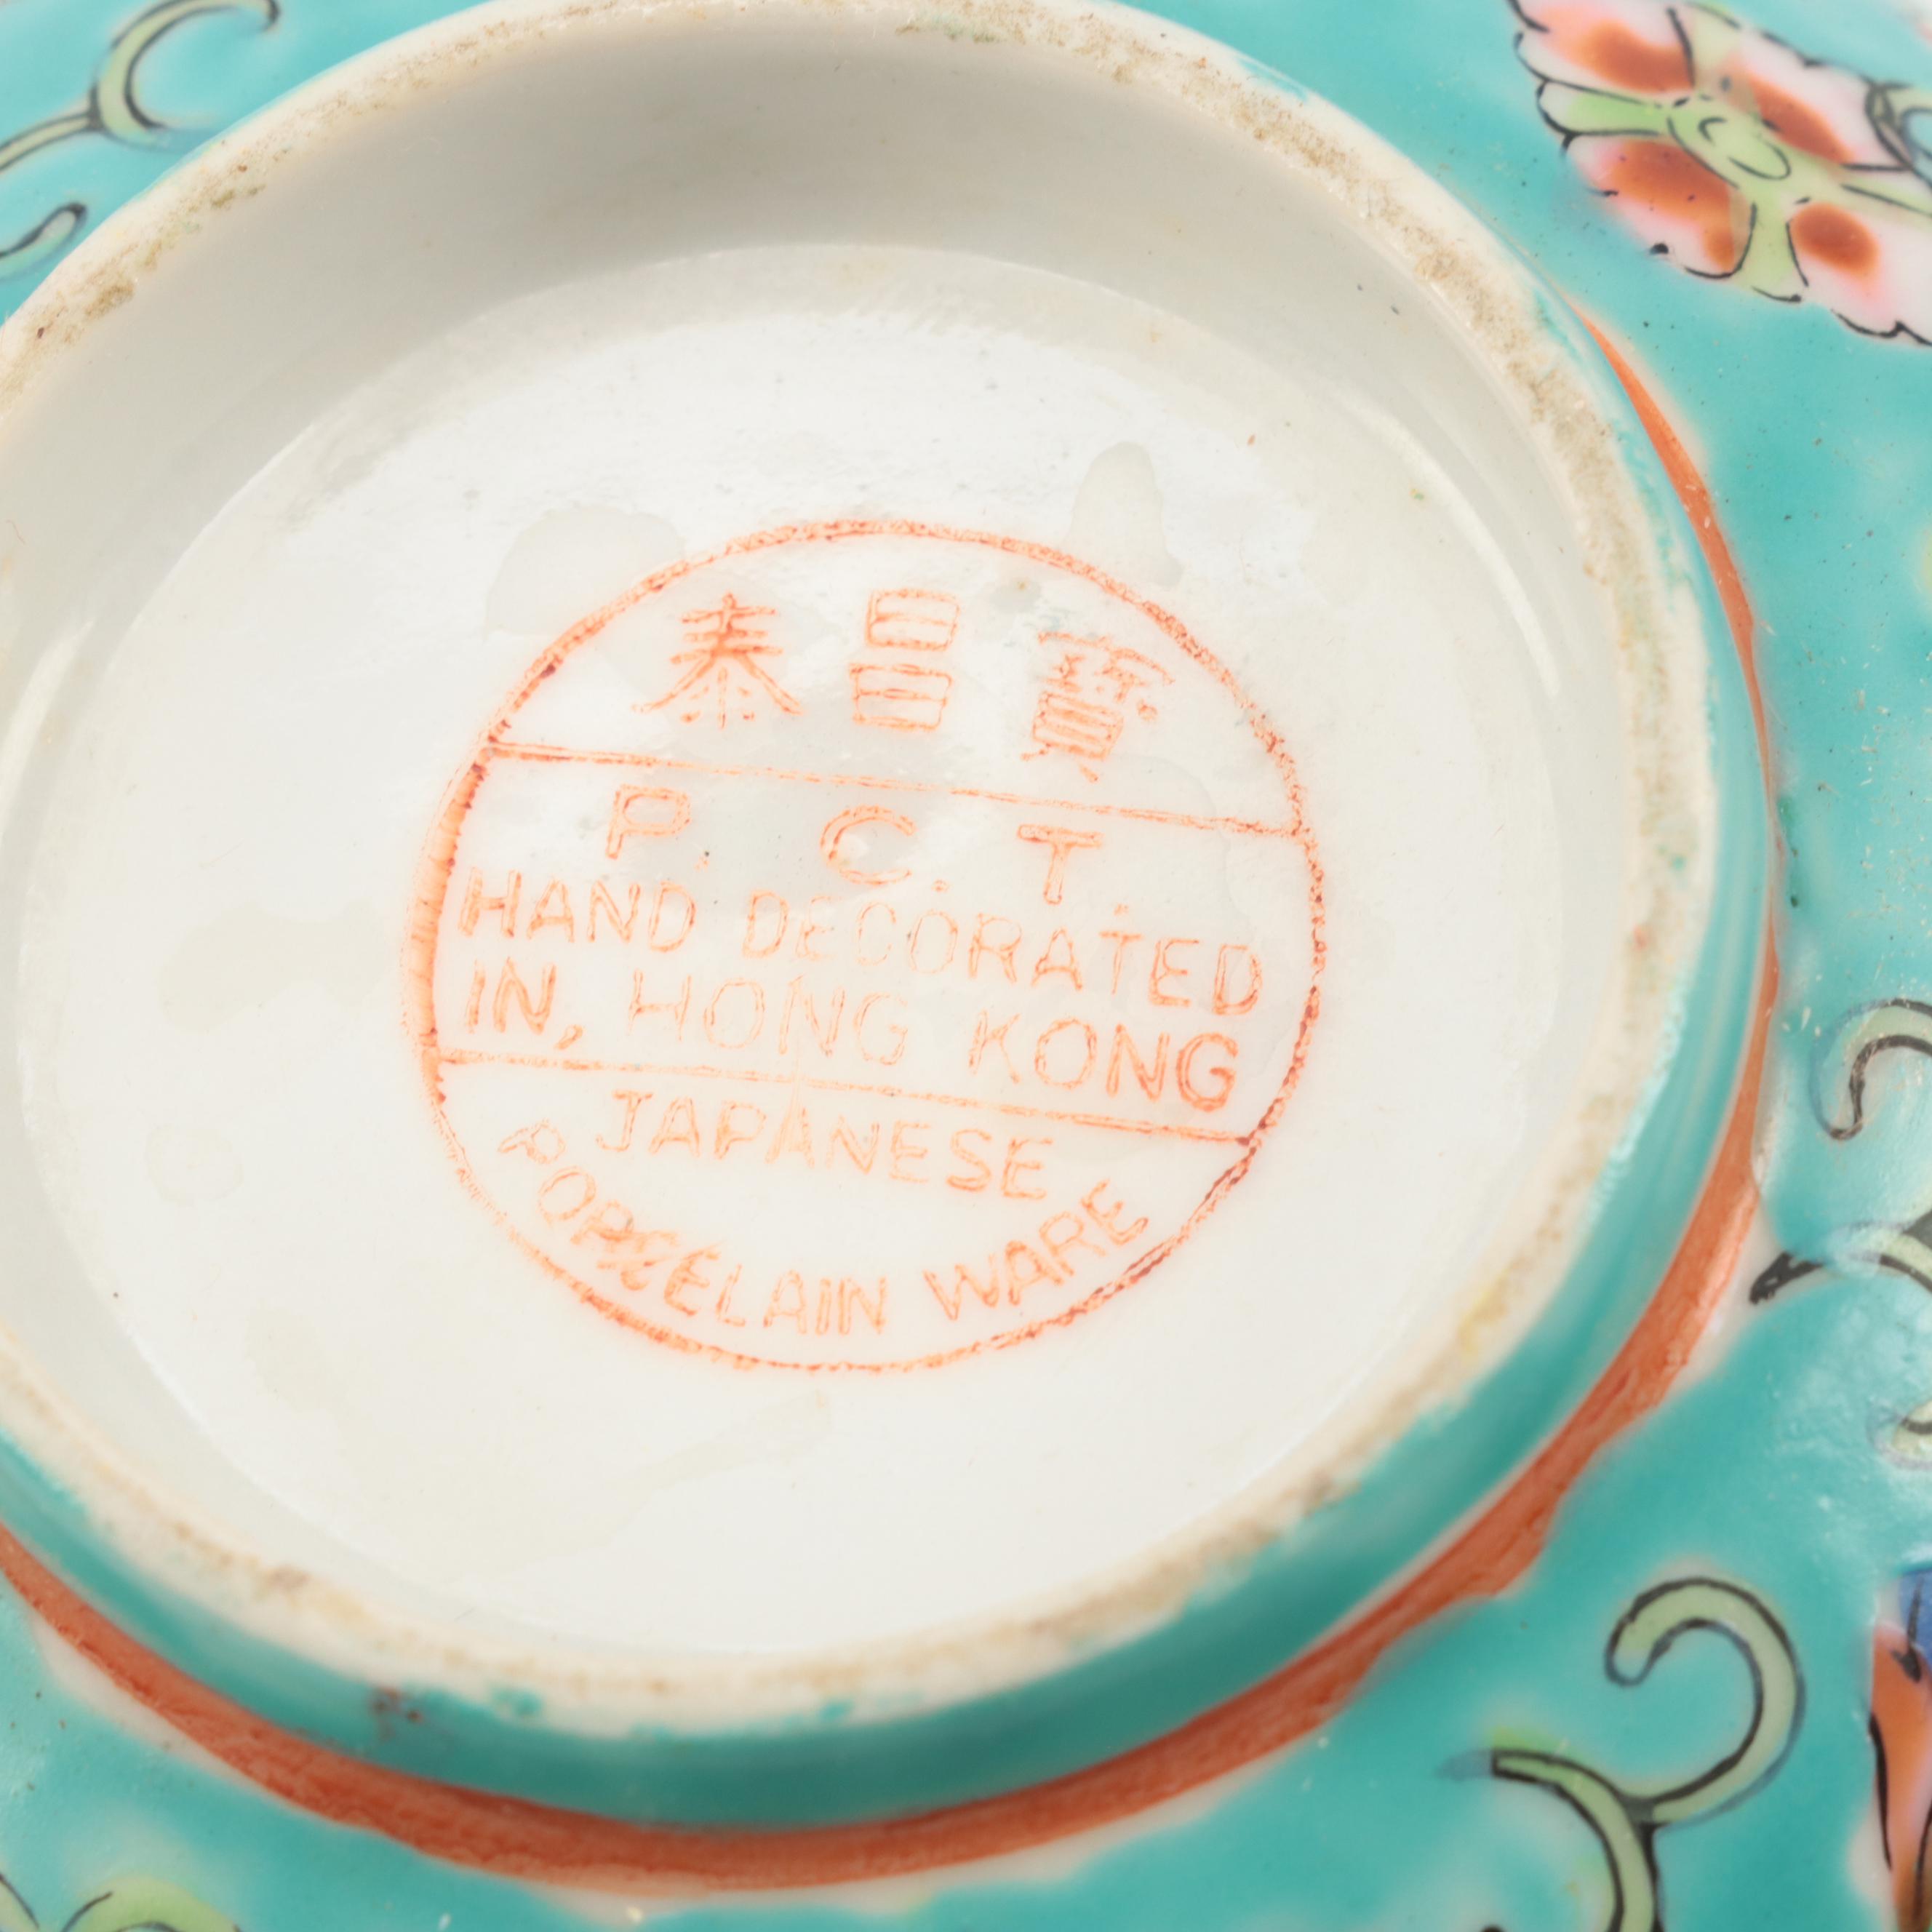 泰昌寶
P. C. T.
HAND DECORATED
IN, HONG KONG
JAPANESE
PORCELAIN WARE